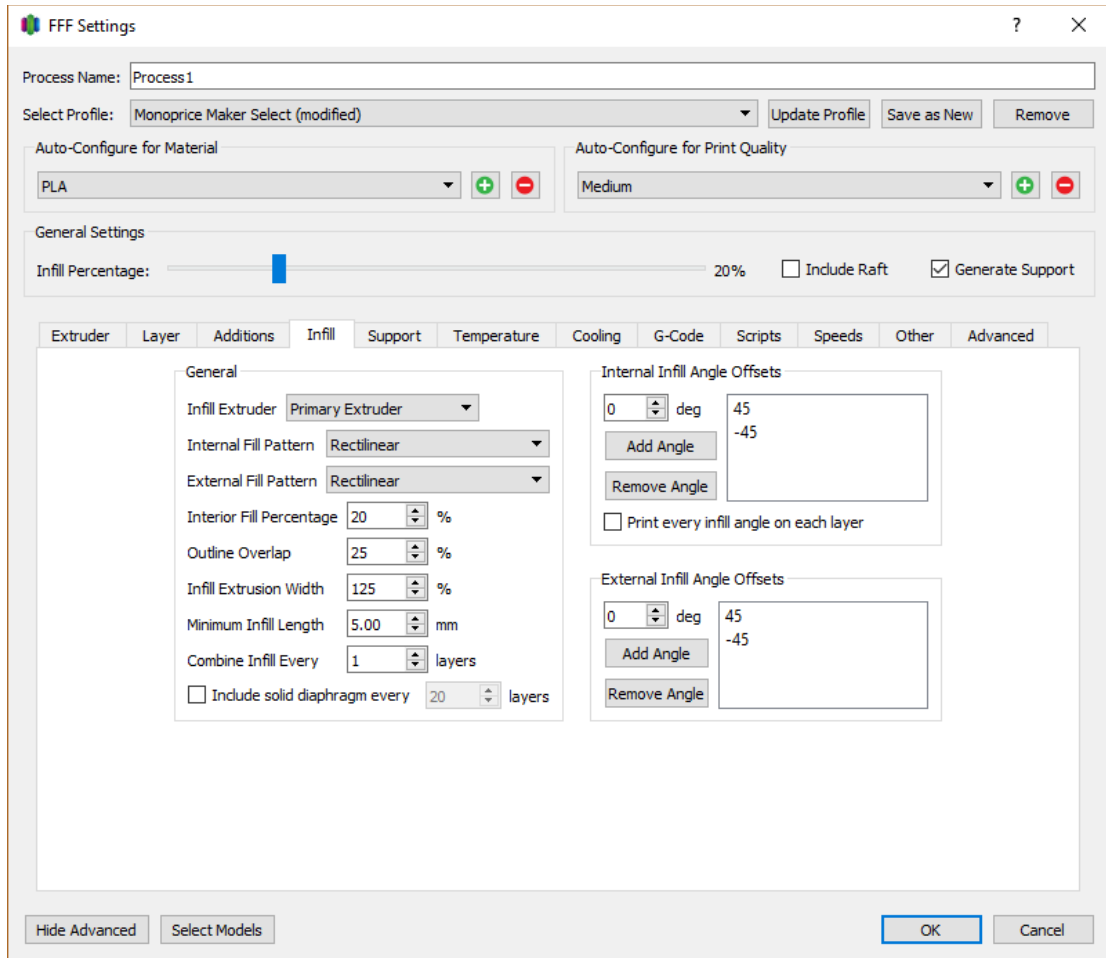 FFF Settings ?
Process Name: Process1
Select Profile: Monoprice Maker Select (modified) Update Profile Save as New Remove
Auto-Configure for Material
PLA
Auto-Configure for Print Quality
Medium
General Settings
Infill Percentage: 20% Include Raft Generate Support
Extruder Layer Additions Infill Support Temperature Cooling G-Code Scripts Speeds Other Advanced
General
Infill Extruder Primary Extruder
Internal Fill Pattern Rectilinear
External Fill Pattern Rectilinear
Interior Fill Percentage 20 %
Outline Overlap 25 %
Infill Extrusion Width 125 %
Minimum Infill Length 5.00 mm
Combine Infill Every 1 layers
Include solid diaphragm every 20 layers
Internal Infill Angle Offsets
0 deg
Add Angle
Remove Angle
45
-45
Print every infill angle on each layer
External Infill Angle Offsets
0 deg
Add Angle
Remove Angle
45
-45
Hide Advanced Select Models OK Cancel